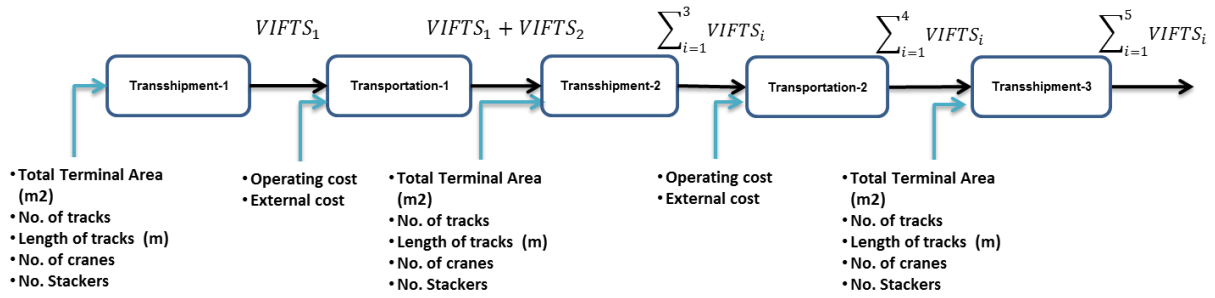 VIFTS₁
VIFTS₁ + VIFTS₂
∑³ᵢ₌₁ VIFTSᵢ
∑⁴ᵢ₌₁ VIFTSᵢ
∑⁵ᵢ₌₁ VIFTSᵢ
Transshipment-1
Transportation-1
Transshipment-2
Transportation-2
Transshipment-3
•Total Terminal Area
(m2)
•No. of tracks
•Length of tracks (m)
•No. of cranes
•No. Stackers
•Operating cost
•External cost
•Total Terminal Area
(m2)
•No. of tracks
•Length of tracks (m)
•No. of cranes
•No. Stackers
•Operating cost
•External cost
•Total Terminal Area
(m2)
•No. of tracks
•Length of tracks (m)
•No. of cranes
•No. Stackers